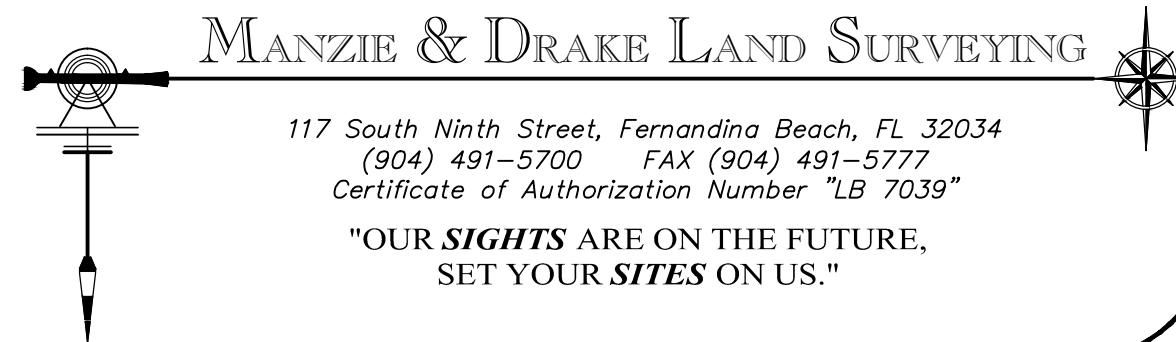 MANZIE & DRAKE LAND SURVEYING
117 South Ninth Street, Fernandina Beach, FL 32034
(904) 491-5700 FAX (904) 491-5777
Certificate of Authorization Number "LB 7039"
"OUR SIGHTS ARE ON THE FUTURE,
SET YOUR SITES ON US."